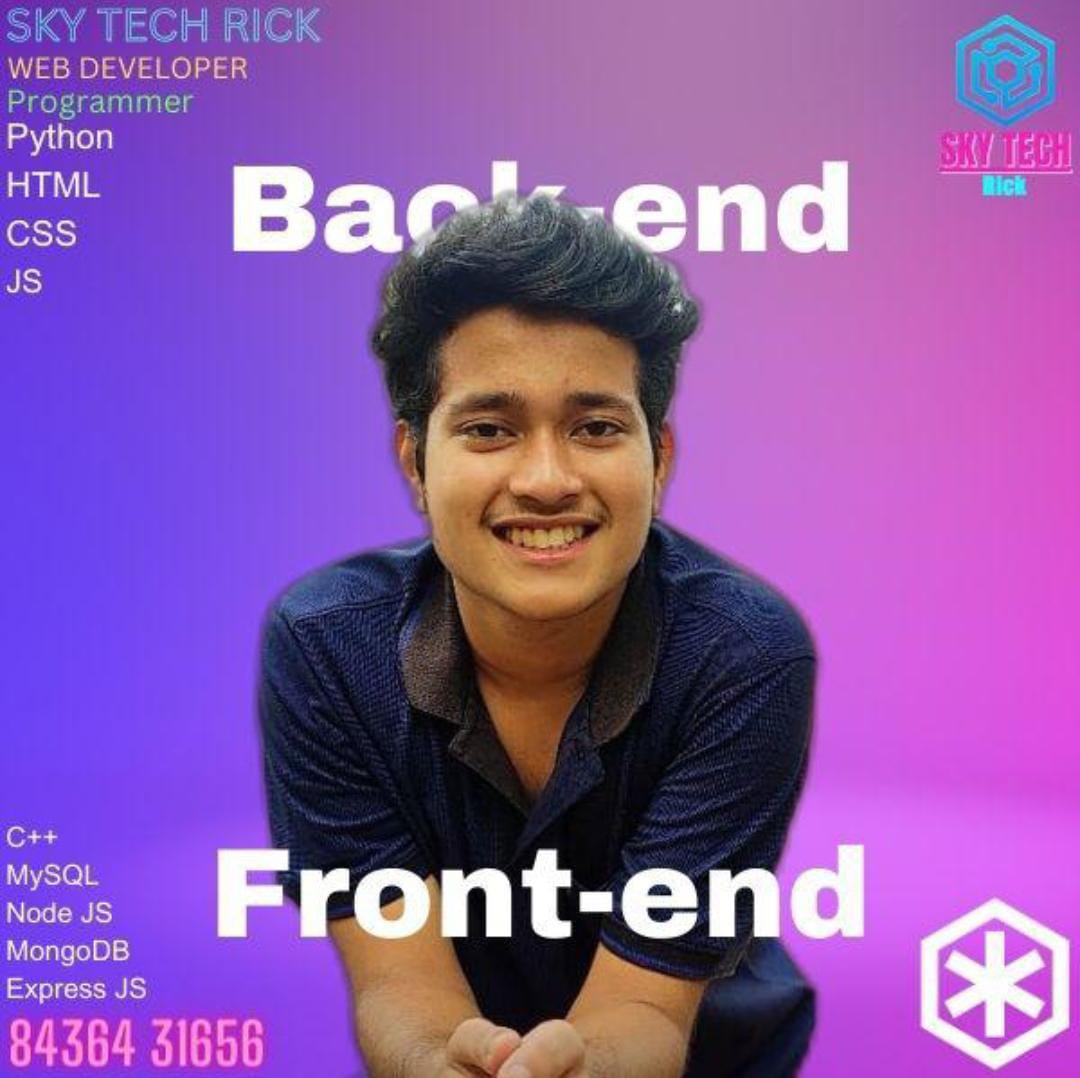 SKY TECH RICK
WEB DEVELOPER
Programmer
Python
HTML
CSS
JS
SKY TECH
Rick
Back-end
Front-end
C++
MySQL
Node JS
MongoDB
Express JS
84364 31656